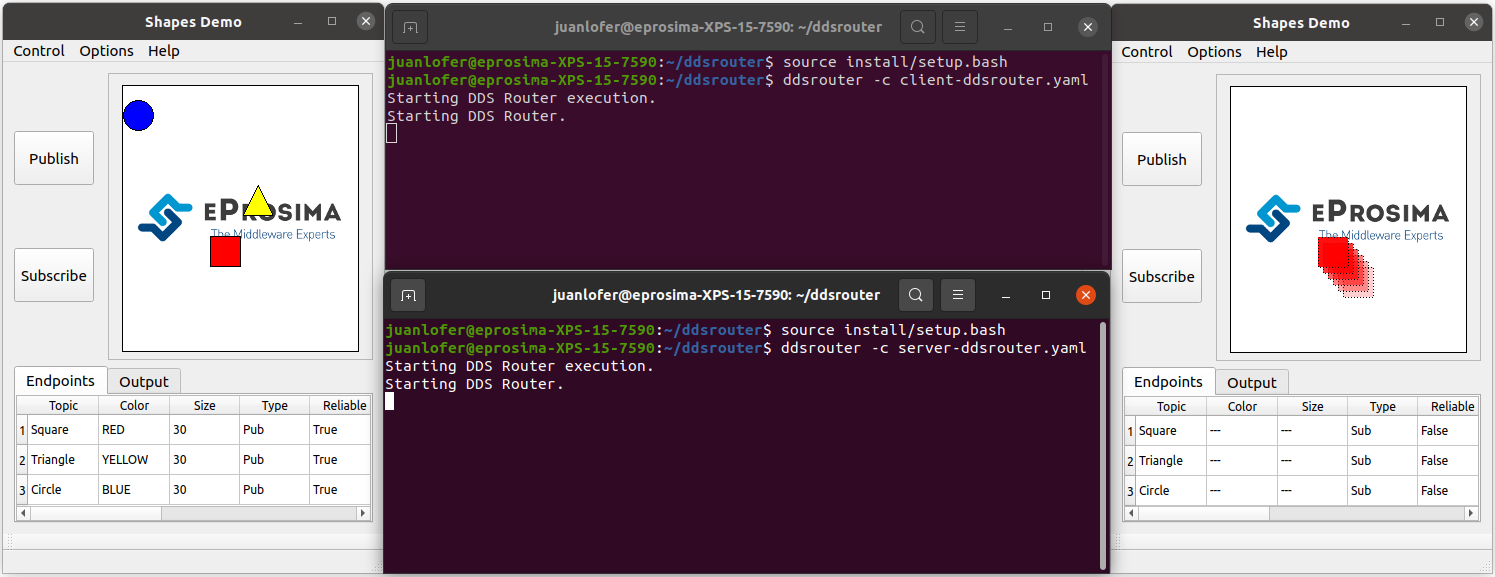 Shapes Demo
Control Options Help
Publish
Subscribe
eProsima
The Middleware Experts
Endpoints Output
Topic Color Size Type Reliable
1 Square RED 30 Pub True
2 Triangle YELLOW 30 Pub True
3 Circle BLUE 30 Pub True
juanlofer@eprosima-XPS-15-7590: ~/ddsrouter
juanlofer@eprosima-XPS-15-7590:~/ddsrouter$ source install/setup.bash
juanlofer@eprosima-XPS-15-7590:~/ddsrouter$ ddsrouter -c client-ddsrouter.yaml
Starting DDS Router execution.
Starting DDS Router.
juanlofer@eprosima-XPS-15-7590: ~/ddsrouter
juanlofer@eprosima-XPS-15-7590:~/ddsrouter$ source install/setup.bash
juanlofer@eprosima-XPS-15-7590:~/ddsrouter$ ddsrouter -c server-ddsrouter.yaml
Starting DDS Router execution.
Starting DDS Router.
Shapes Demo
Control Options Help
Publish
Subscribe
eProsima
The Middleware Experts
Endpoints Output
Topic Color Size Type Reliable
1 Square --- --- Sub False
2 Triangle --- --- Sub False
3 Circle --- --- Sub False